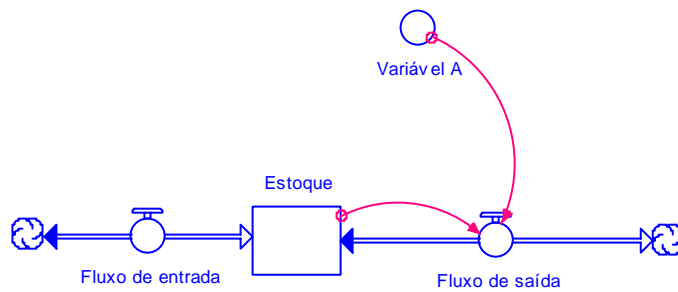 Variável A
Estoque
Fluxo de entrada
Fluxo de saída